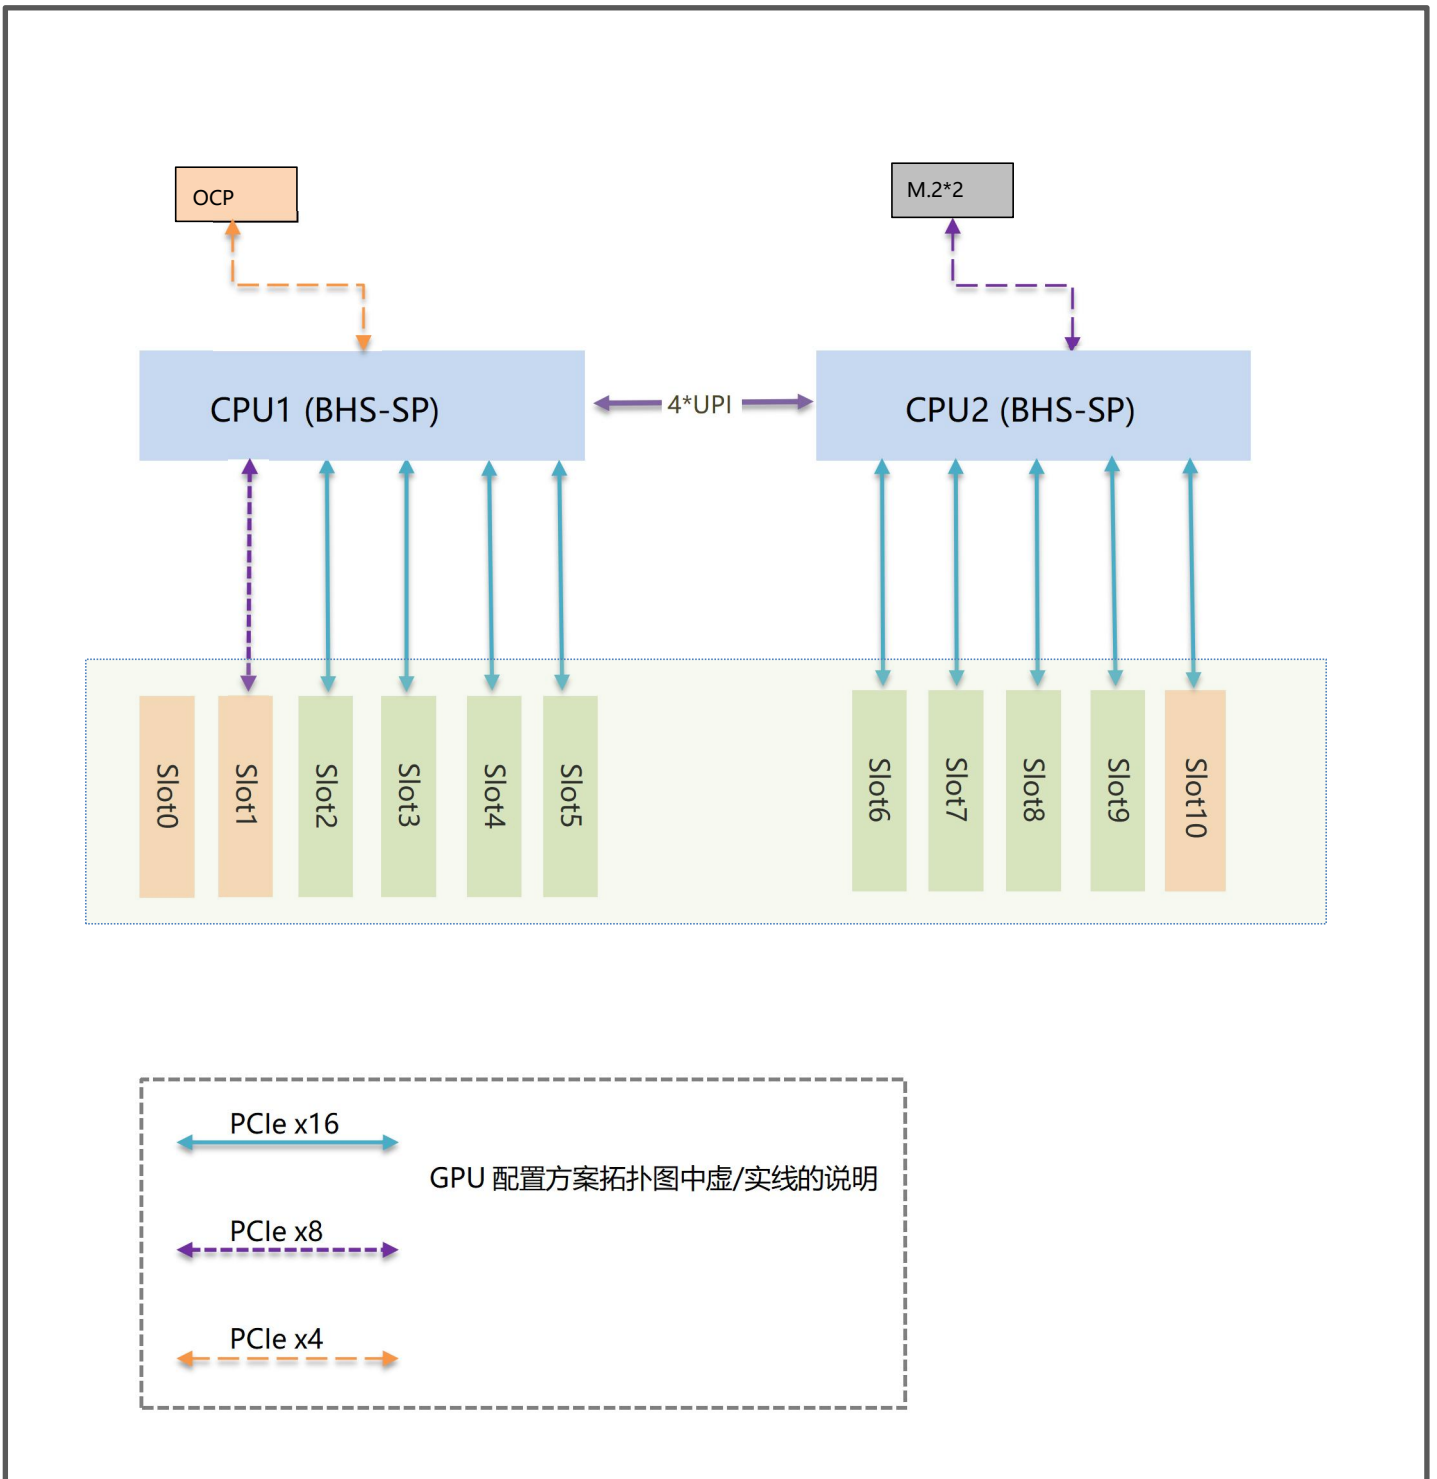 OCP
M.2*2
CPU1 (BHS-SP)
4*UPI
CPU2 (BHS-SP)
Slot0
Slot1
Slot2
Slot3
Slot4
Slot5
Slot6
Slot7
Slot8
Slot9
Slot10
PCIe x16
GPU 配置方案拓扑图中虚/实线的说明
PCIe x8
PCIe x4